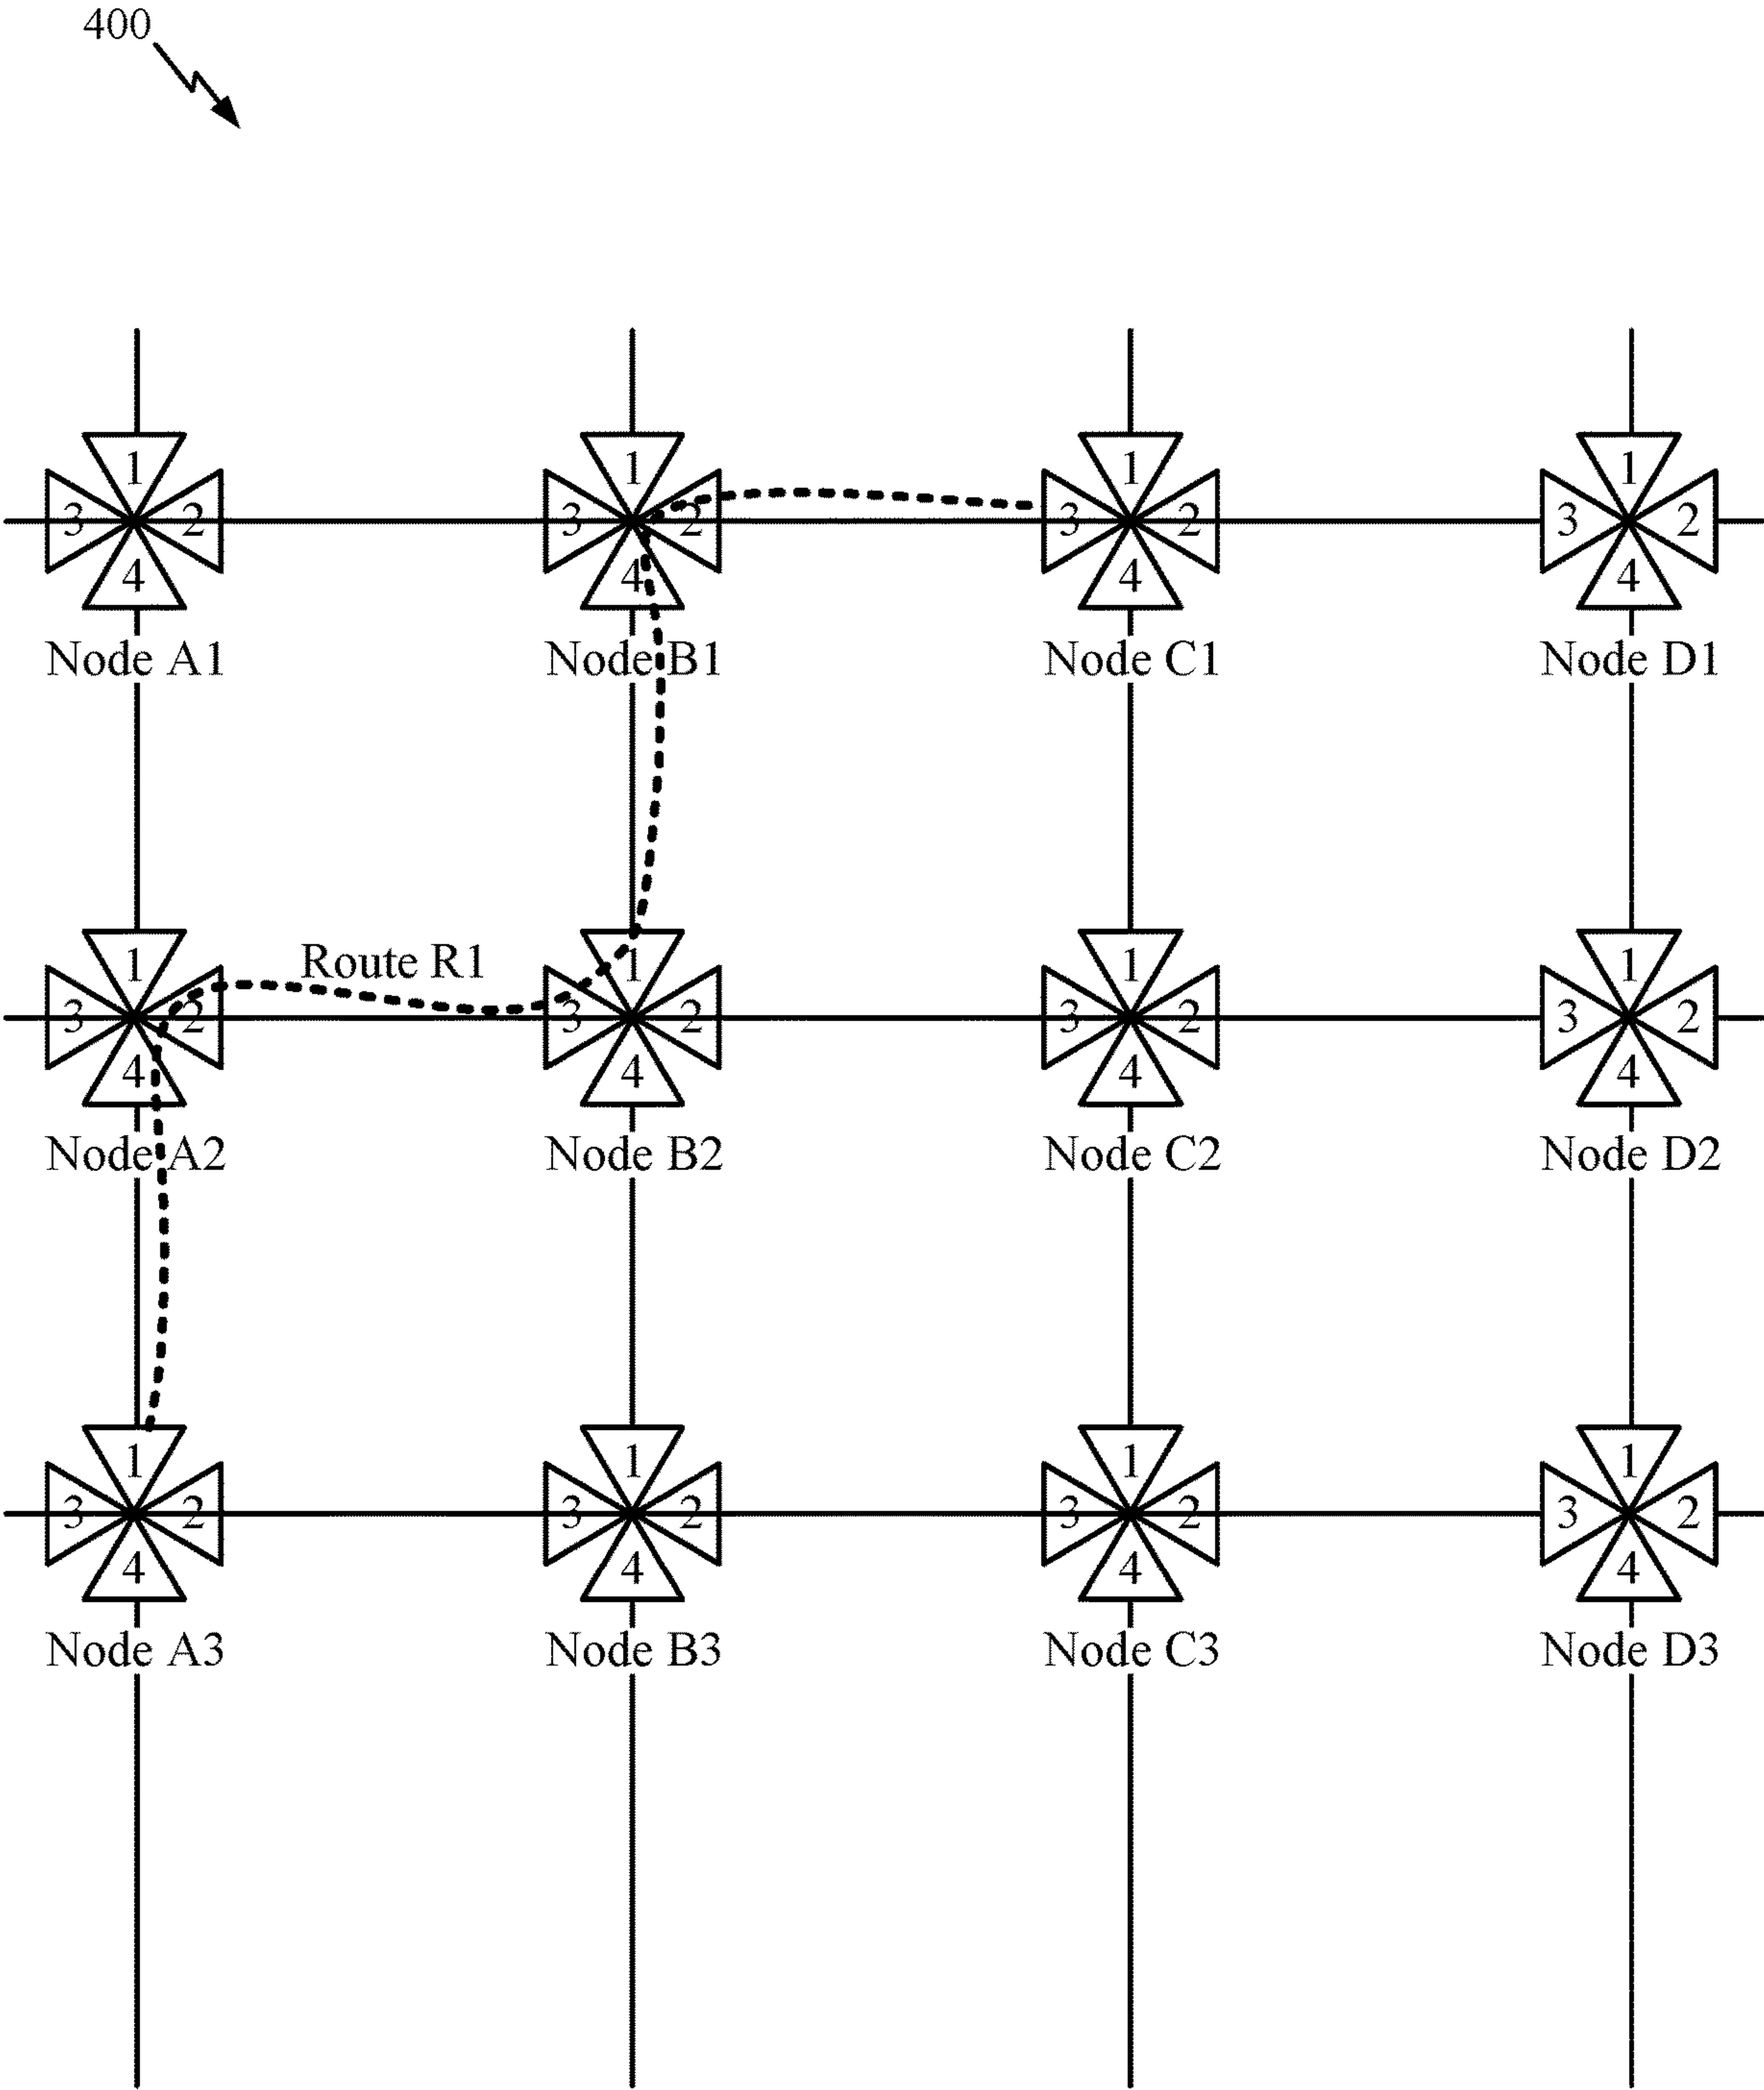 400
1 1 1 1
3 2 3 2 3 2 3 2
4 4 4 4
Node A1 Node B1 Node C1 Node D1
Route R1
1 1 1 1
3 2 3 2 3 2 3 2
4 4 4 4
Node A2 Node B2 Node C2 Node D2
1 1 1 1
3 2 3 2 3 2 3 2
4 4 4 4
Node A3 Node B3 Node C3 Node D3